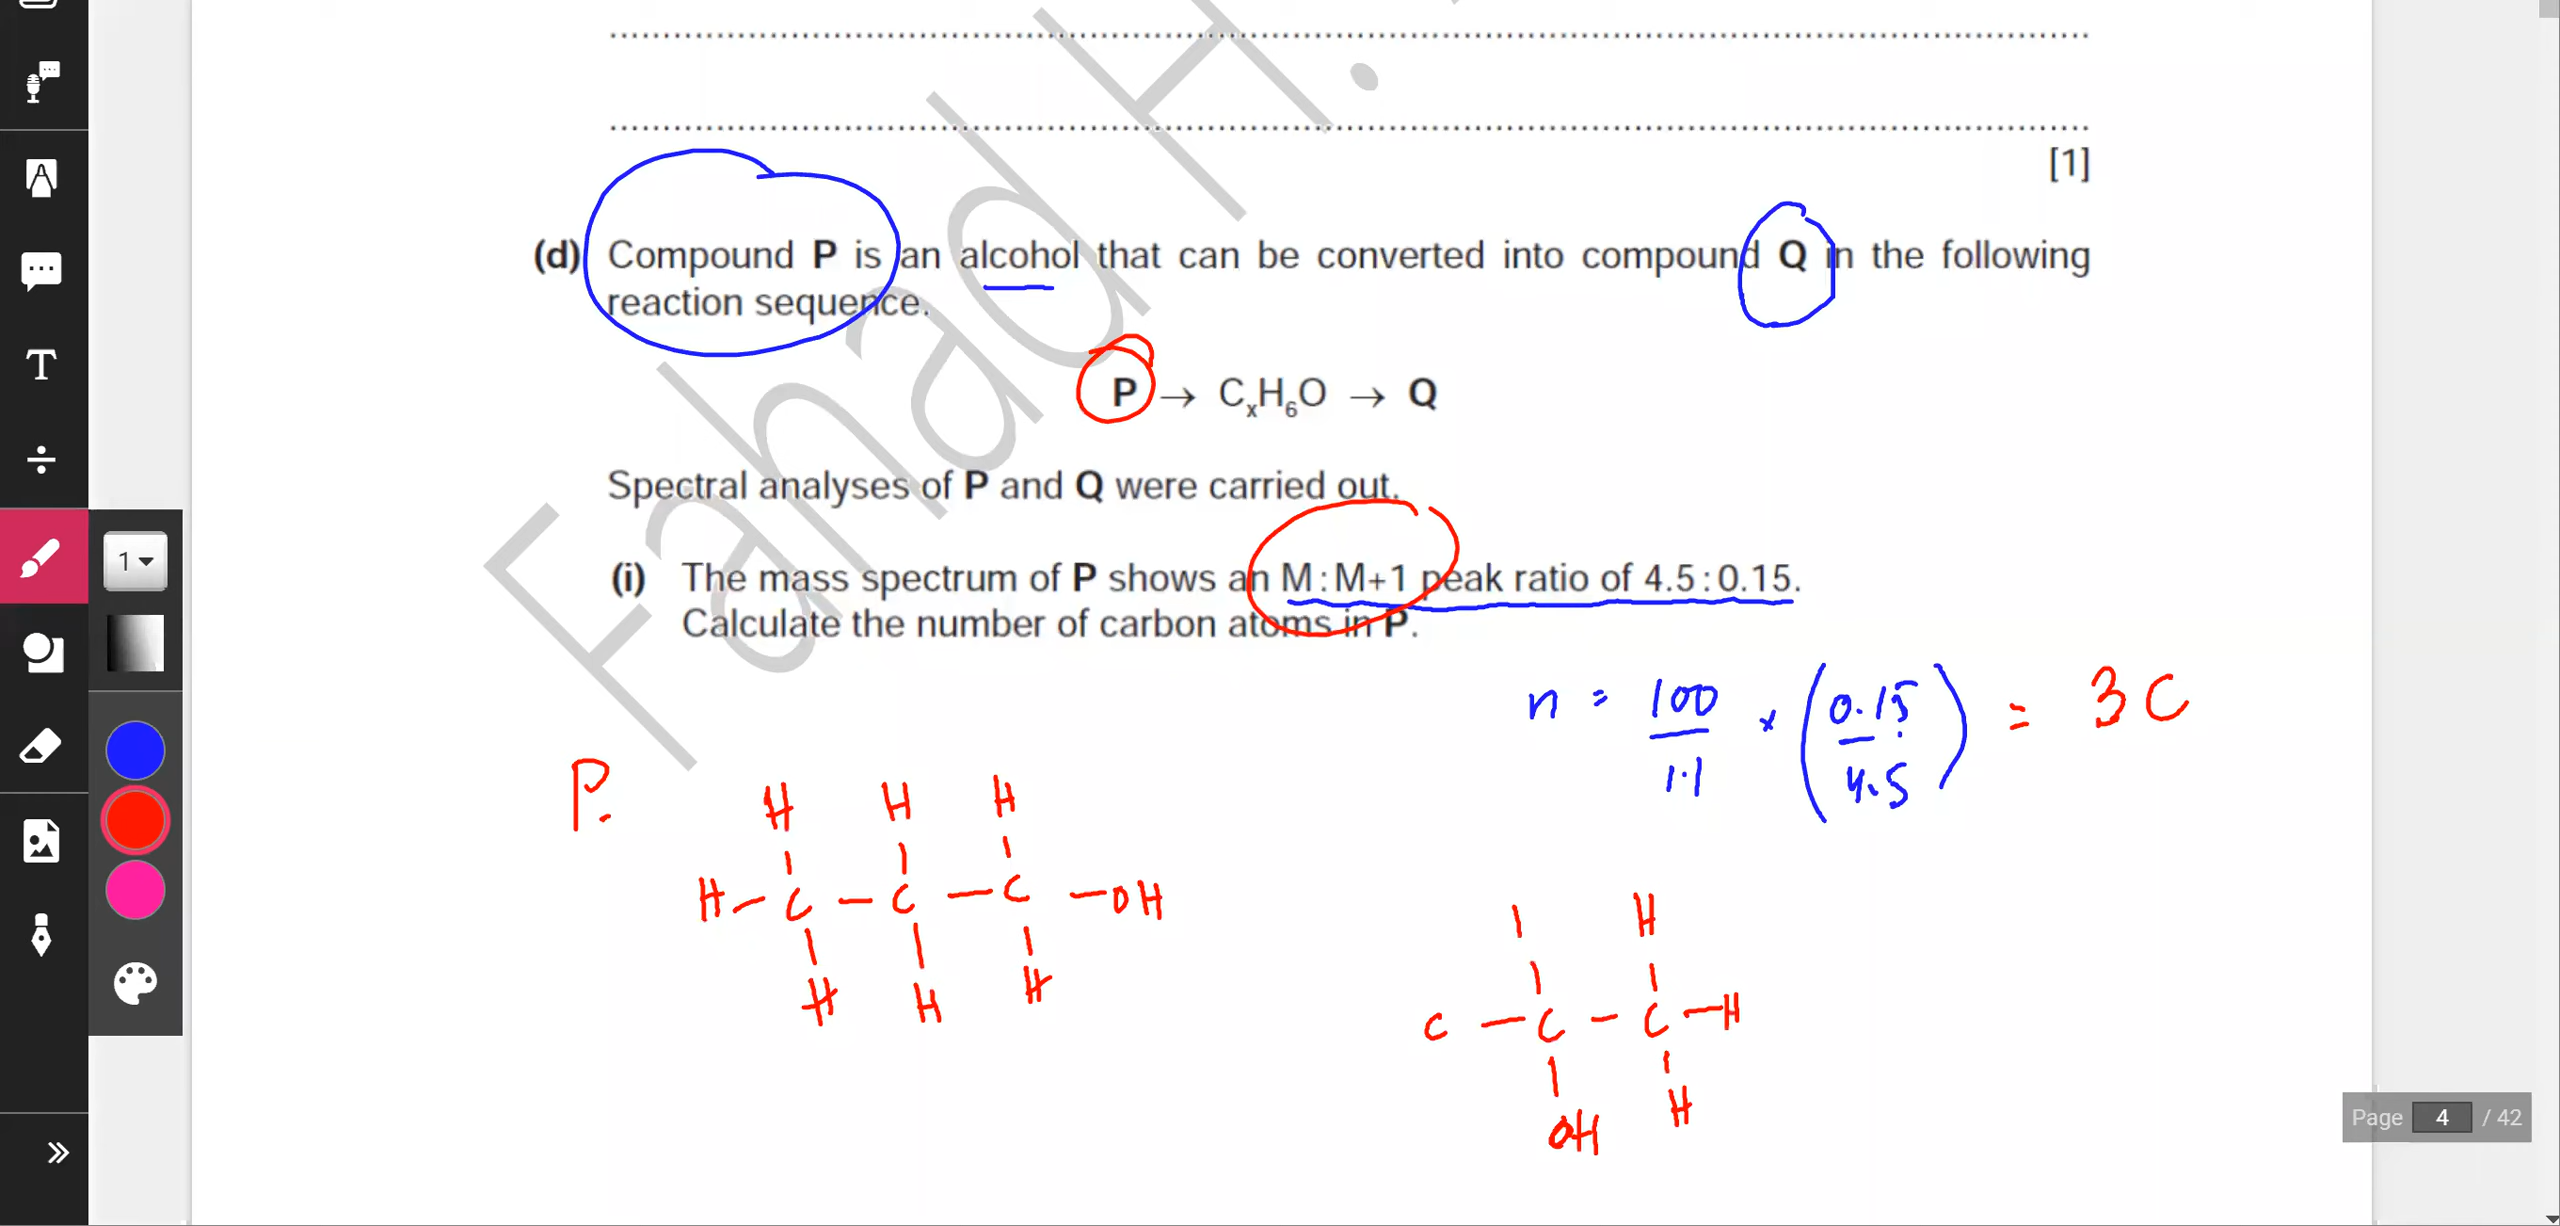 [1]
(d) Compound P is an alcohol that can be converted into compound Q in the following
reaction sequence.
P → CₓH₆O → Q
Spectral analyses of P and Q were carried out.
(i) The mass spectrum of P shows an M : M+1 peak ratio of 4.5 : 0.15.
Calculate the number of carbon atoms in P.
n = 100/1.1 × (0.15/4.5) = 3 C
P.
H H H
H - C - C - C - OH
H H H
H
C - C - C - H
OH H
Fahad H.
1
T
Page 4 / 42